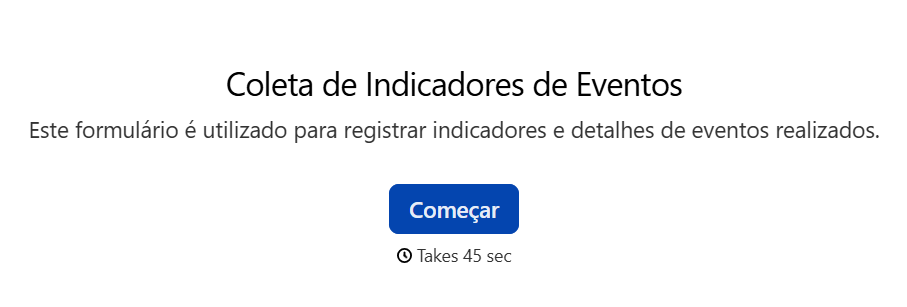 Coleta de Indicadores de Eventos
Este formulário é utilizado para registrar indicadores e detalhes de eventos realizados.
Começar
Takes 45 sec